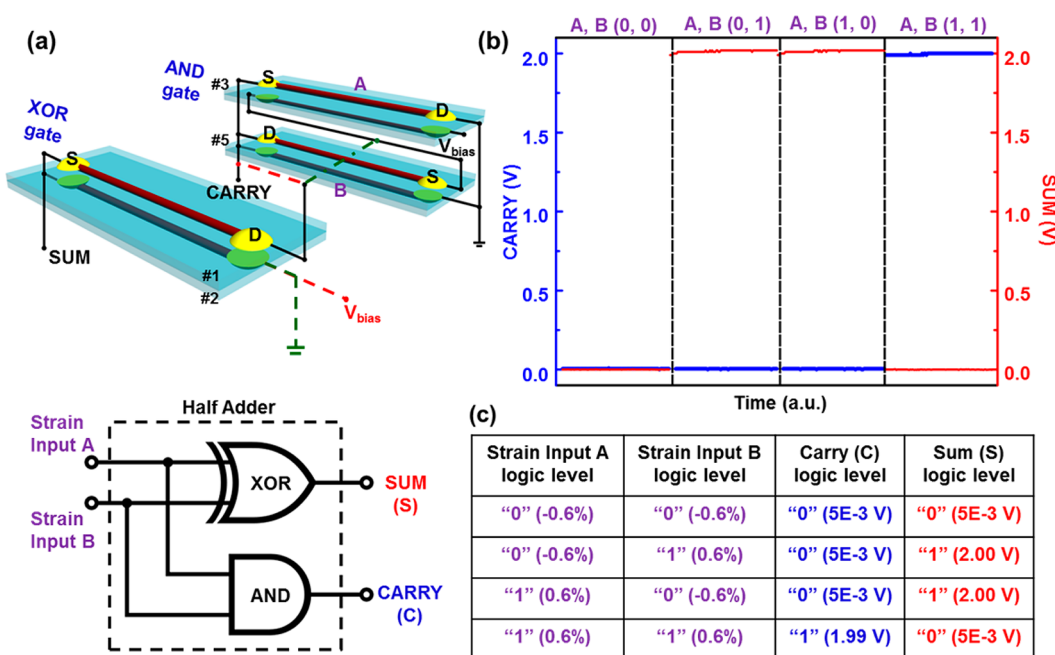 (a)
AND
gate
#3
S
A
D
V_bias
XOR
gate
#5
D
S
B
CARRY
S
D
SUM
#1
#2
V_bias
(b)
A, B (0, 0) A, B (0, 1) A, B (1, 0) A, B (1, 1)
2.0
1.5
1.0
0.5
0.0
CARRY (V)
2.0
1.5
1.0
0.5
0.0
SUM (V)
Time (a.u.)
Half Adder
Strain
Input A
Strain
Input B
XOR
AND
SUM
(S)
CARRY
(C)
(c)
Strain Input A Strain Input B Carry (C) Sum (S)
logic level logic level logic level logic level
“0” (-0.6%) “0” (-0.6%) “0” (5E-3 V) “0” (5E-3 V)
“0” (-0.6%) “1” (0.6%) “0” (5E-3 V) “1” (2.00 V)
“1” (0.6%) “0” (-0.6%) “0” (5E-3 V) “1” (2.00 V)
“1” (0.6%) “1” (0.6%) “1” (1.99 V) “0” (5E-3 V)